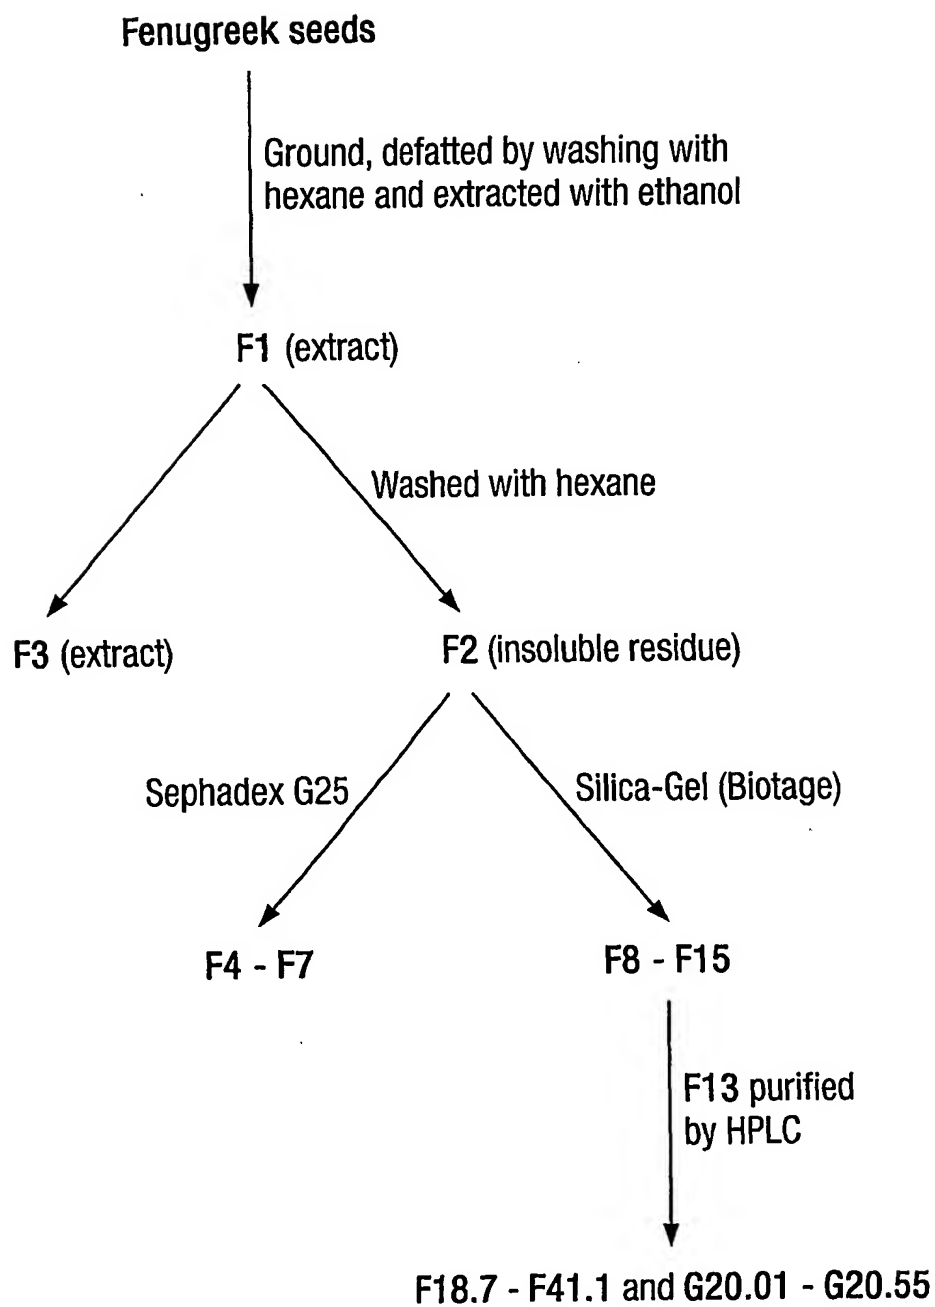 Fenugreek seeds
Ground, defatted by washing with
hexane and extracted with ethanol
F1 (extract)
Washed with hexane
F3 (extract)
F2 (insoluble residue)
Sephadex G25
Silica-Gel (Biotage)
F4 - F7
F8 - F15
F13 purified
by HPLC
F18.7 - F41.1 and G20.01 - G20.55